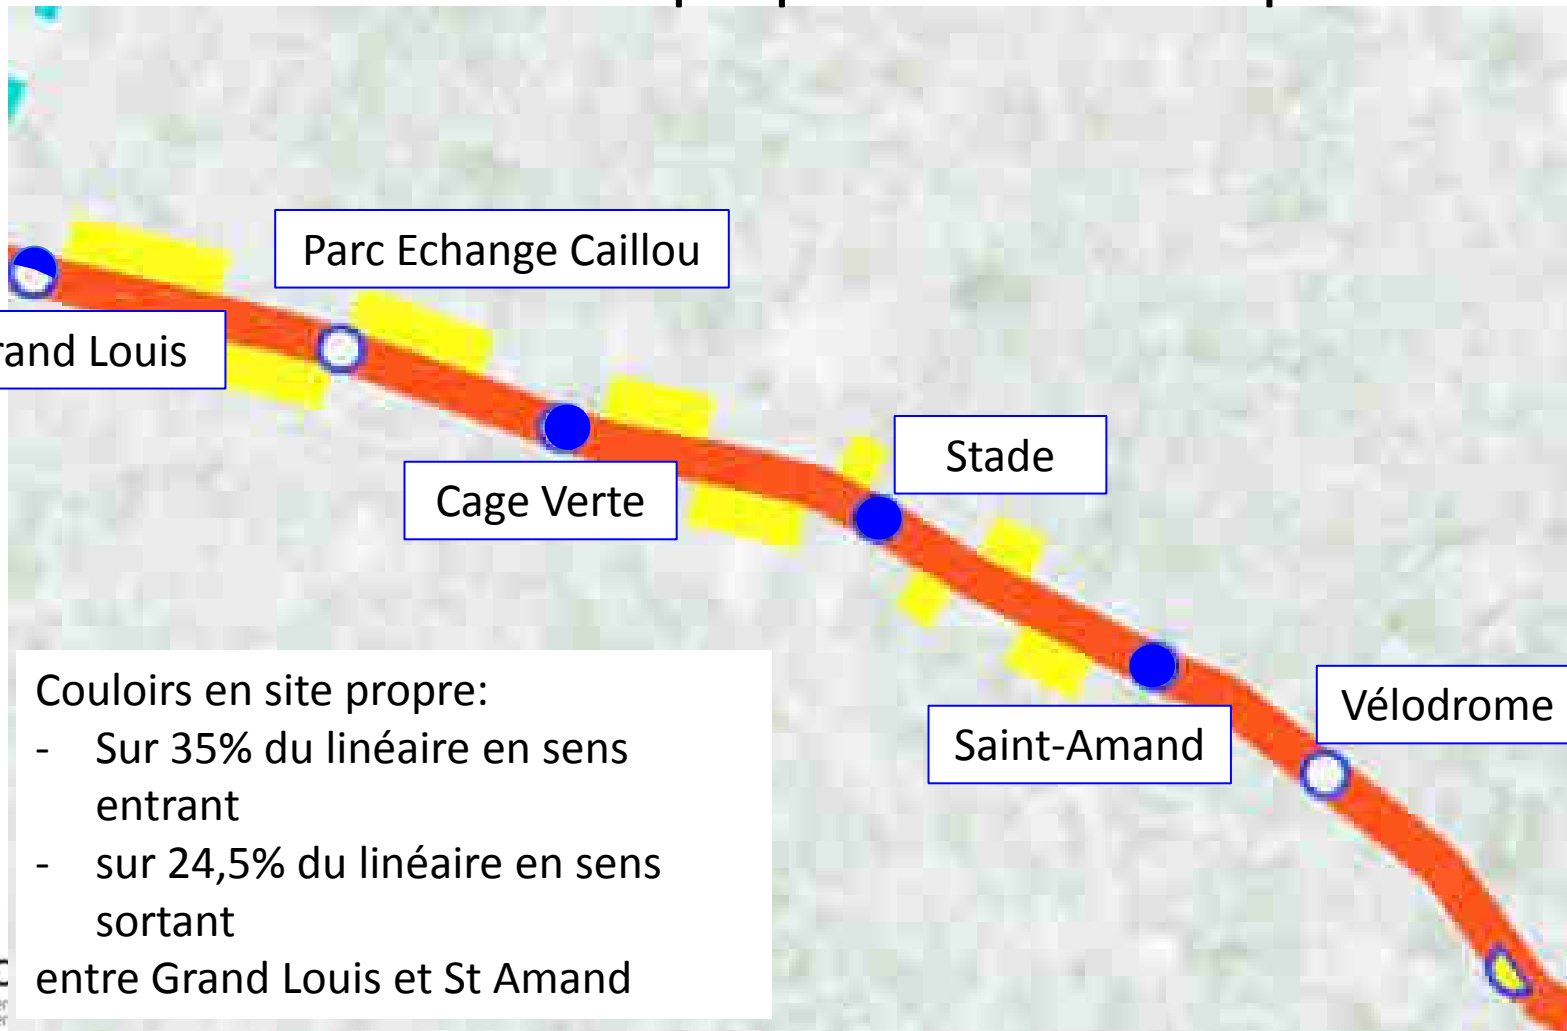 Parc Echange Caillou
rand Louis
Stade
Cage Verte
Vélodrome
Saint-Amand
Couloirs en site propre:
- Sur 35% du linéaire en sens
entrant
- sur 24,5% du linéaire en sens
sortant
entre Grand Louis et St Amand